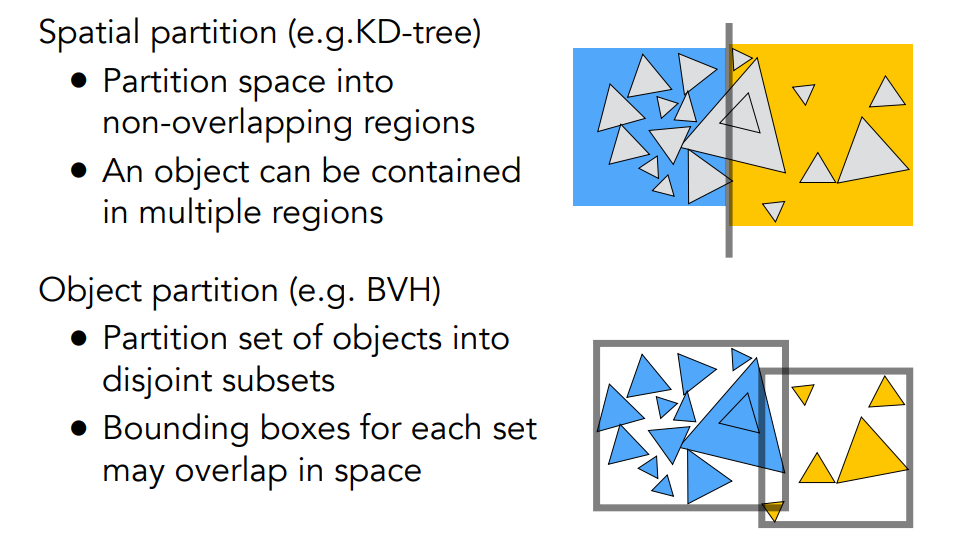 Spatial partition (e.g.KD-tree)
● Partition space into
non-overlapping regions
● An object can be contained
in multiple regions
Object partition (e.g. BVH)
● Partition set of objects into
disjoint subsets
● Bounding boxes for each set
may overlap in space